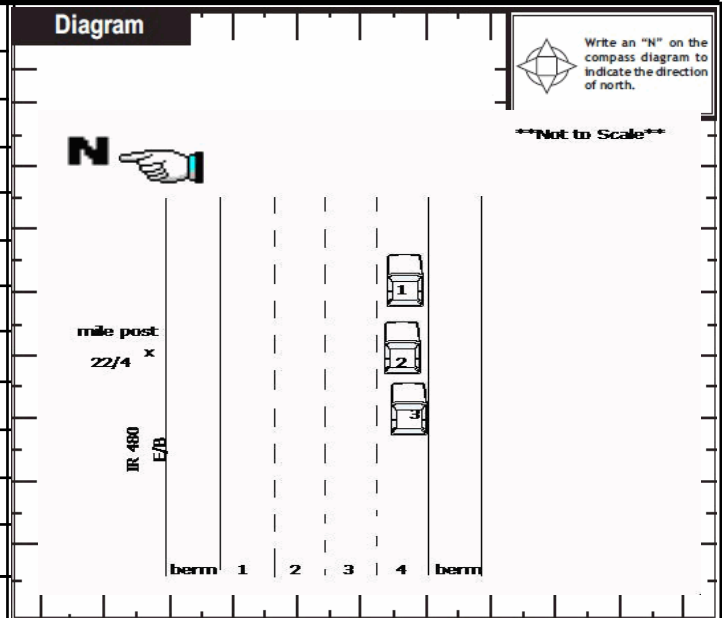 Diagram
Write an “N” on the
compass diagram to
indicate the direction
of north.
**Not to Scale**
N
1
mile post
22/4 x
2
3
IR 480
E/B
berm 1 2 3 4 berm